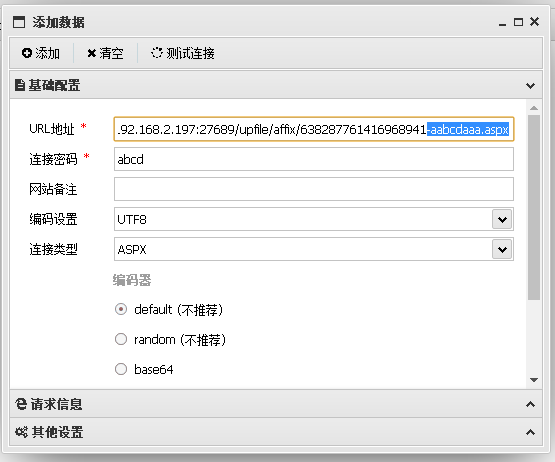 添加数据
添加 清空 测试连接
基础配置
URL地址 * .92.168.2.197:27689/upfile/affix/638287761416968941-aabcdaaa.aspx
连接密码 * abcd
网站备注
编码设置 UTF8
连接类型 ASPX
编码器
default (不推荐)
random (不推荐)
base64
请求信息
其他设置